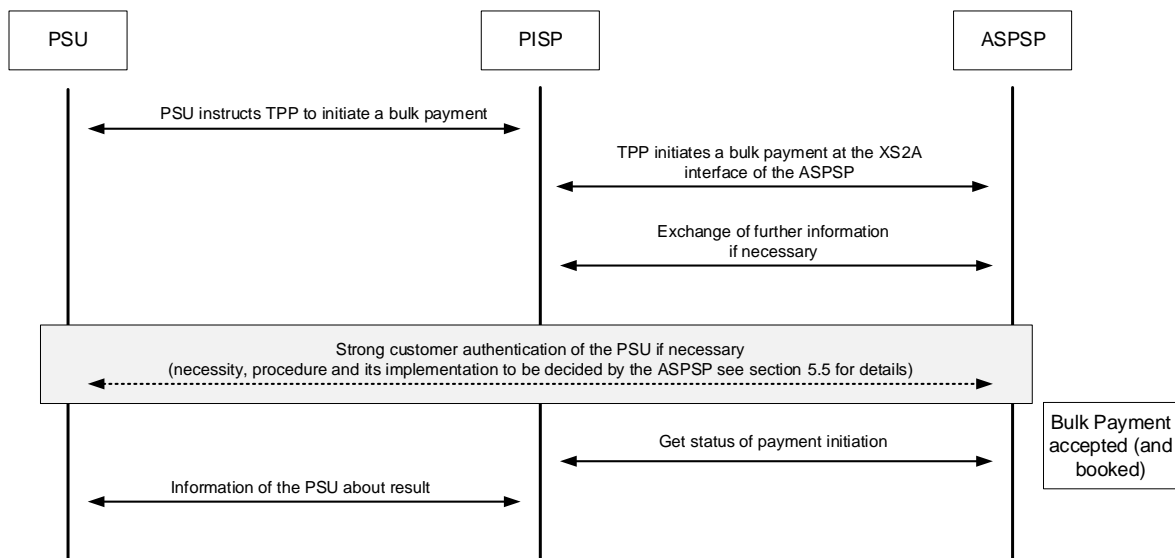 PSU
PISP
ASPSP
PSU instructs TPP to initiate a bulk payment
TPP initiates a bulk payment at the XS2A
interface of the ASPSP
Exchange of further information
if necessary
Strong customer authentication of the PSU if necessary
(necessity, procedure and its implementation to be decided by the ASPSP see section 5.5 for details)
Get status of payment initiation
Bulk Payment
accepted (and
booked)
Information of the PSU about result